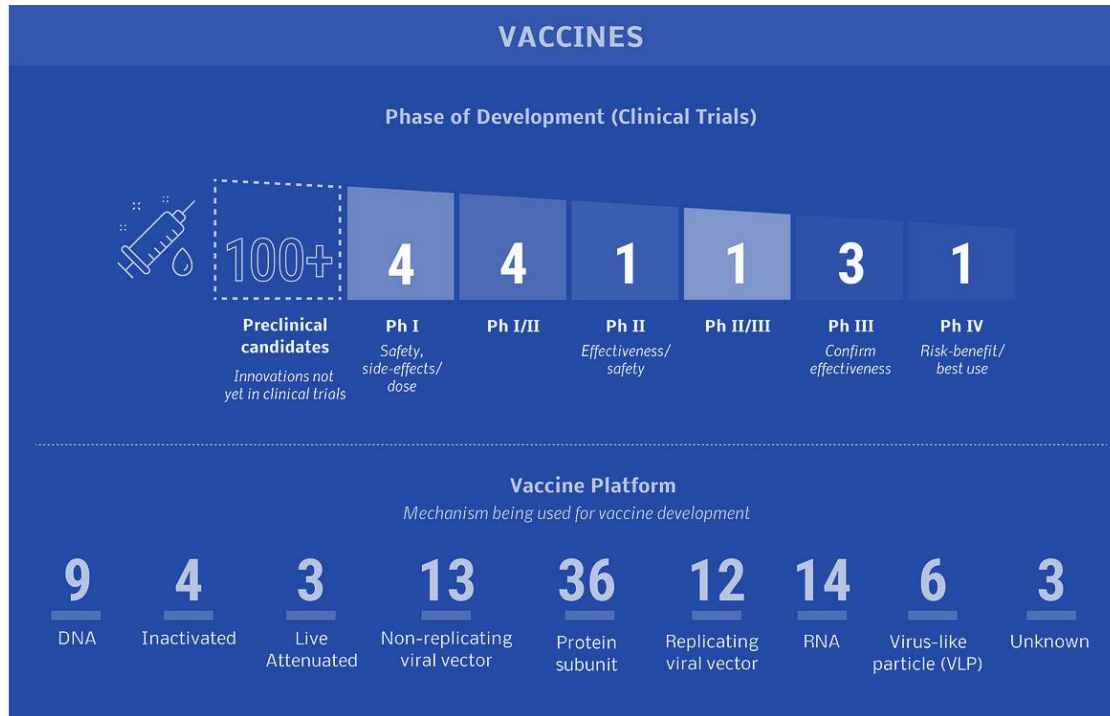 VACCINES
Phase of Development (Clinical Trials)
100+
4
4
1
1
3
1
Preclinical
candidates
Innovations not
yet in clinical trials
Ph I
Safety,
side-effects/
dose
Ph I/II
Ph II
Effectiveness/
safety
Ph II/III
Ph III
Confirm
effectiveness
Ph IV
Risk-benefit/
best use
Vaccine Platform
Mechanism being used for vaccine development
9
DNA
4
Inactivated
3
Live
Attenuated
13
Non-replicating
viral vector
36
Protein
subunit
12
Replicating
viral vector
14
RNA
6
Virus-like
particle (VLP)
3
Unknown